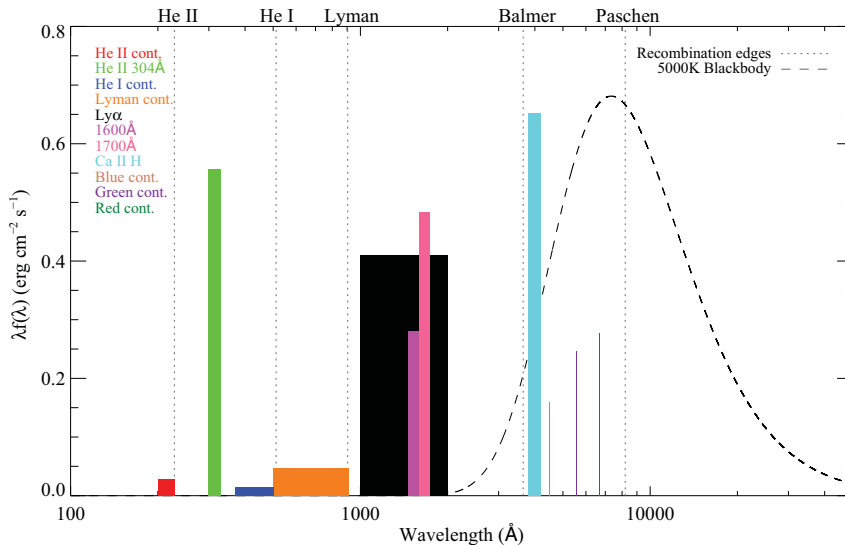 He II He I Lyman Balmer Paschen
0.8
He II cont.
He II 304Å
He I cont.
Lyman cont.
Lyα
1600Å
1700Å
Ca II H
Blue cont.
Green cont.
Red cont.
Recombination edges
5000K Blackbody
0.6
0.4
0.2
0.0
λf(λ) (erg cm⁻² s⁻¹)
100 1000 10000
Wavelength (Å)